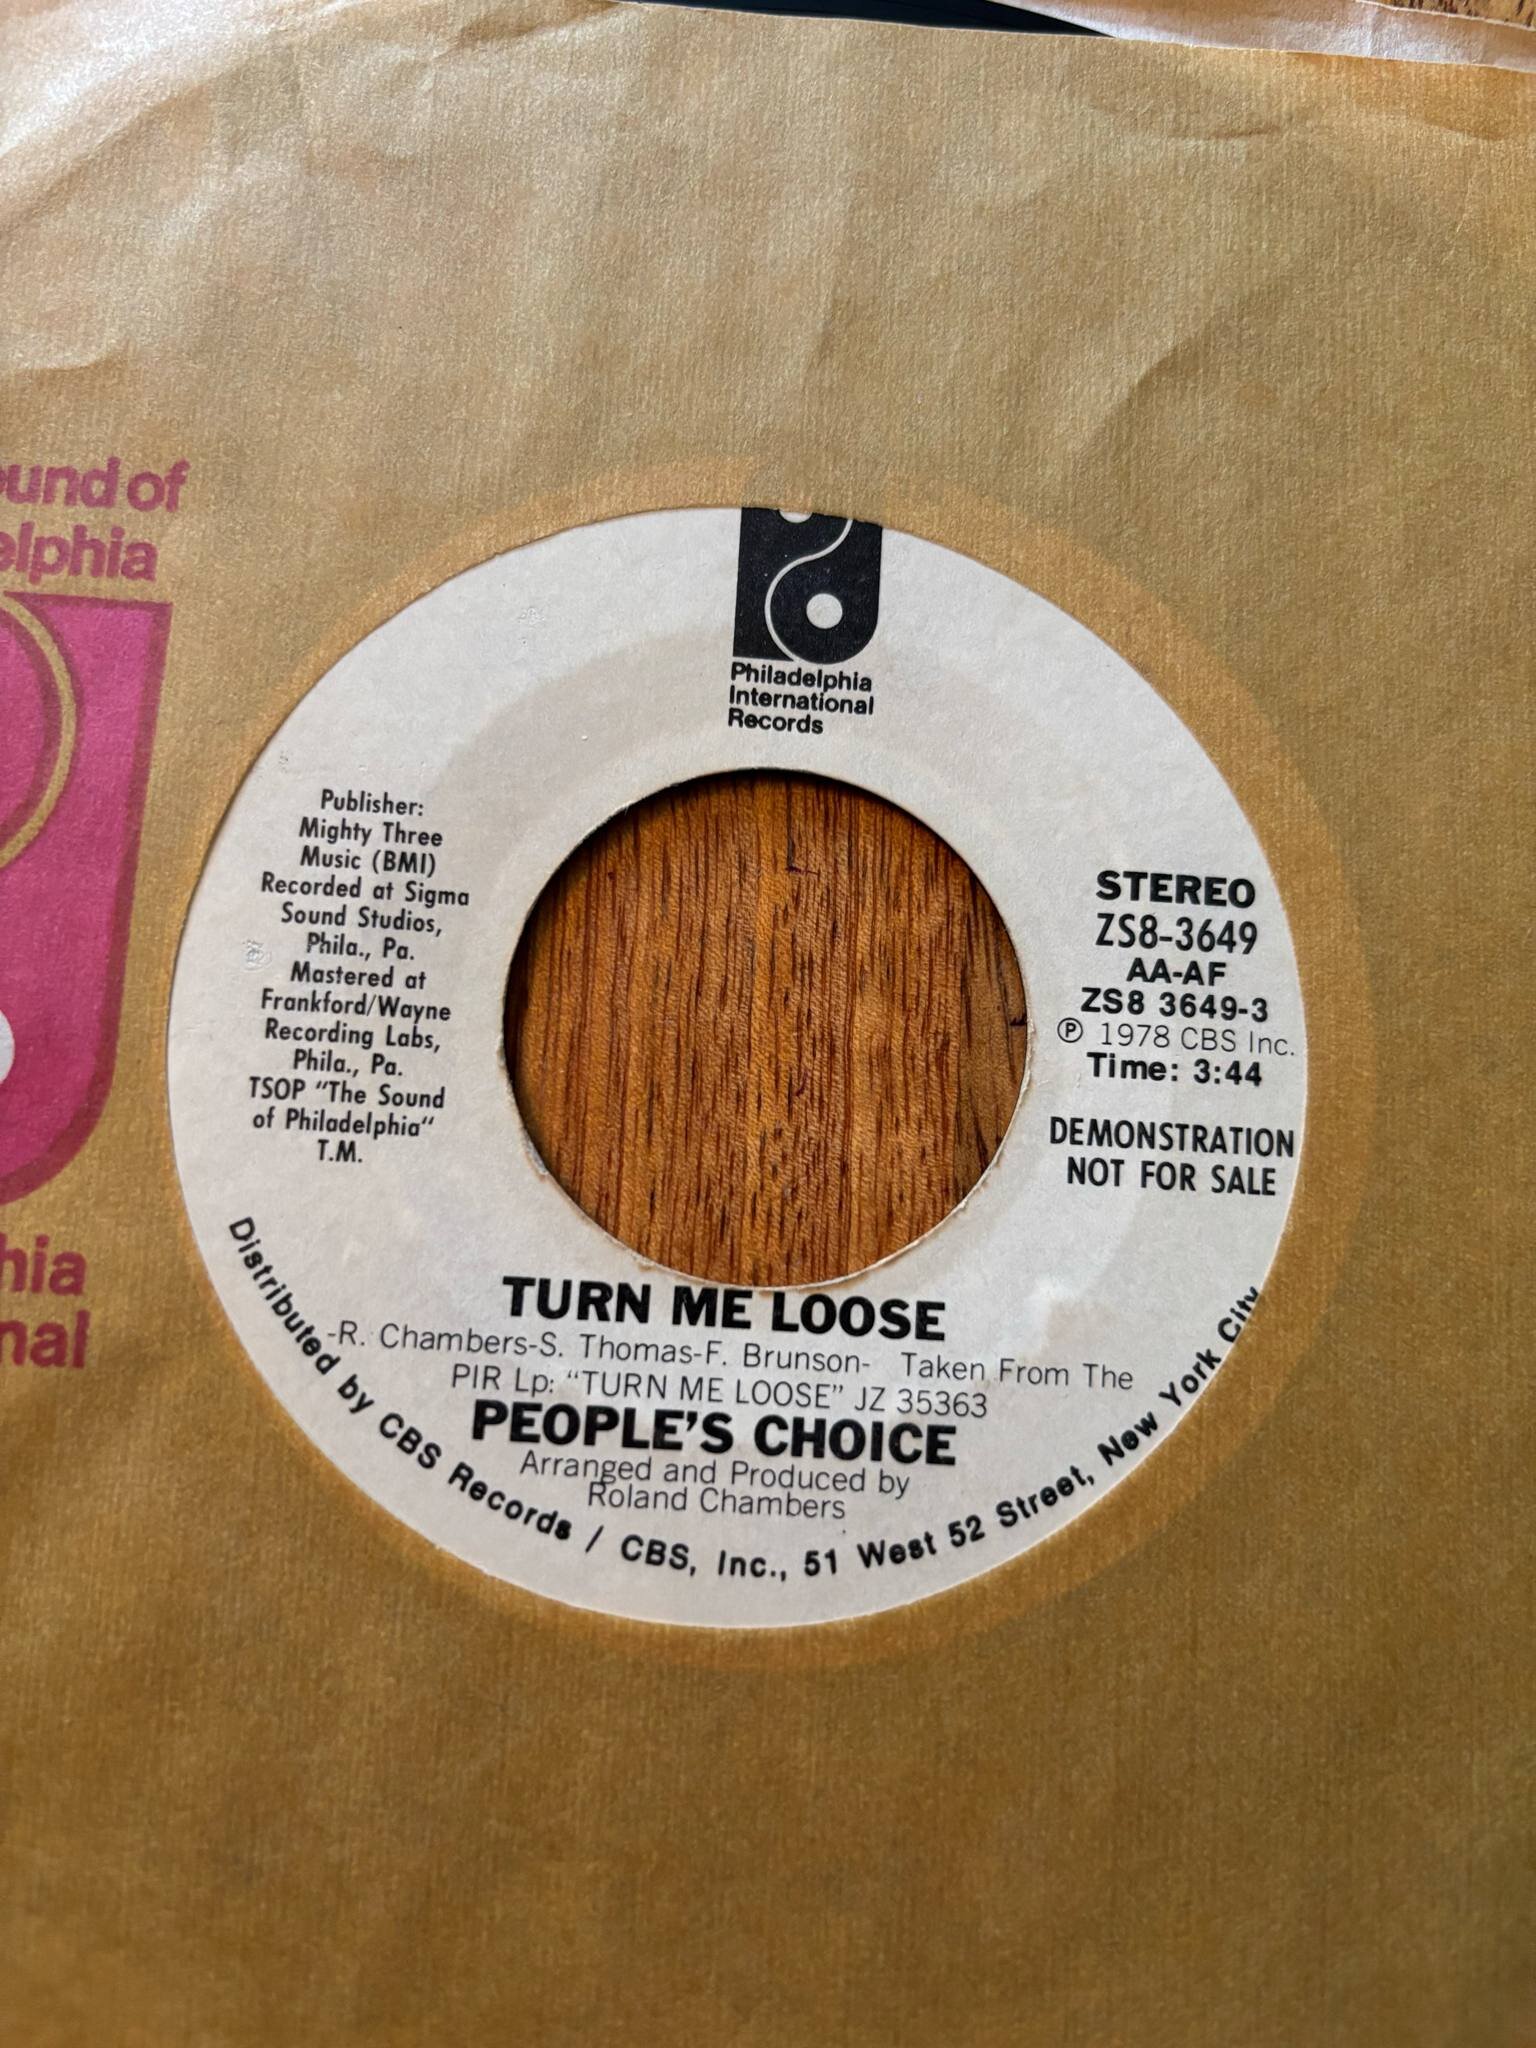 ound of
elphia
hia
nal
Philadelphia
International
Records
Publisher:
Mighty Three
Music (BMI)
Recorded at Sigma
Sound Studios,
Phila., Pa.
Mastered at
Frankford/Wayne
Recording Labs,
Phila., Pa.
TSOP "The Sound
of Philadelphia"
T.M.
STEREO
ZS8-3649
AA-AF
ZS8 3649-3
Ⓟ 1978 CBS Inc.
Time: 3:44
DEMONSTRATION
NOT FOR SALE
TURN ME LOOSE
-R. Chambers-S. Thomas-F. Brunson- Taken From The
PIR Lp: "TURN ME LOOSE" JZ 35363
PEOPLE'S CHOICE
Arranged and Produced by
Roland Chambers
Distributed by CBS Records / CBS, Inc., 51 West 52 Street, New York City